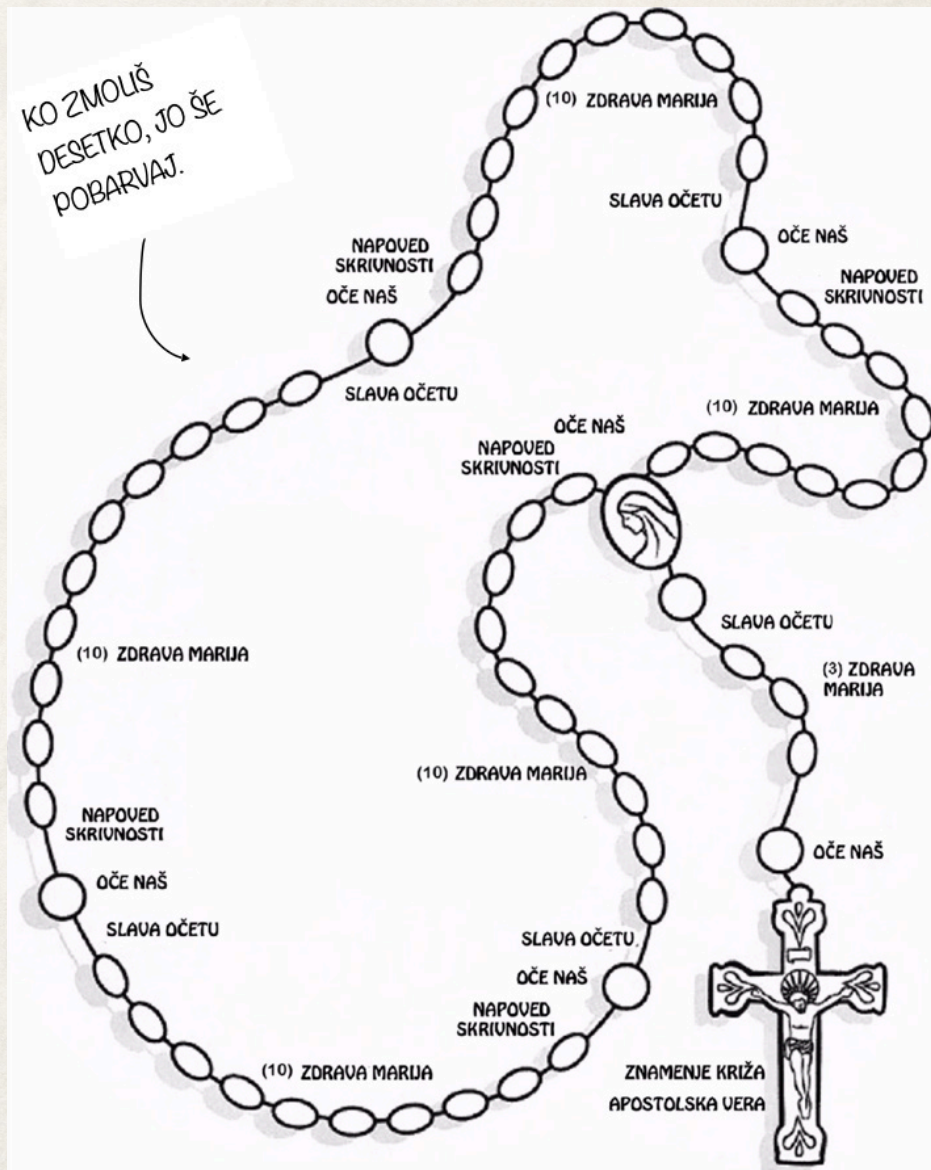 KO ZMOLIŠ
DESETKO, JO ŠE
POBARVAJ.
(10) ZDRAVA MARIJA
SLAVA OČETU
OČE NAŠ
NAPOVED
SKRIVNOSTI
NAPOVED
SKRIVNOSTI
OČE NAŠ
SLAVA OČETU
(10) ZDRAVA MARIJA
OČE NAŠ
NAPOVED
SKRIVNOSTI
SLAVA OČETU
(3) ZDRAVA
MARIJA
(10) ZDRAVA MARIJA
(10) ZDRAVA MARIJA
NAPOVED
SKRIVNOSTI
OČE NAŠ
SLAVA OČETU
OČE NAŠ
SLAVA OČETU.
OČE NAŠ
NAPOVED
SKRIVNOSTI
(10) ZDRAVA MARIJA
ZNAMENJE KRIŽA
APOSTOLSKA VERA